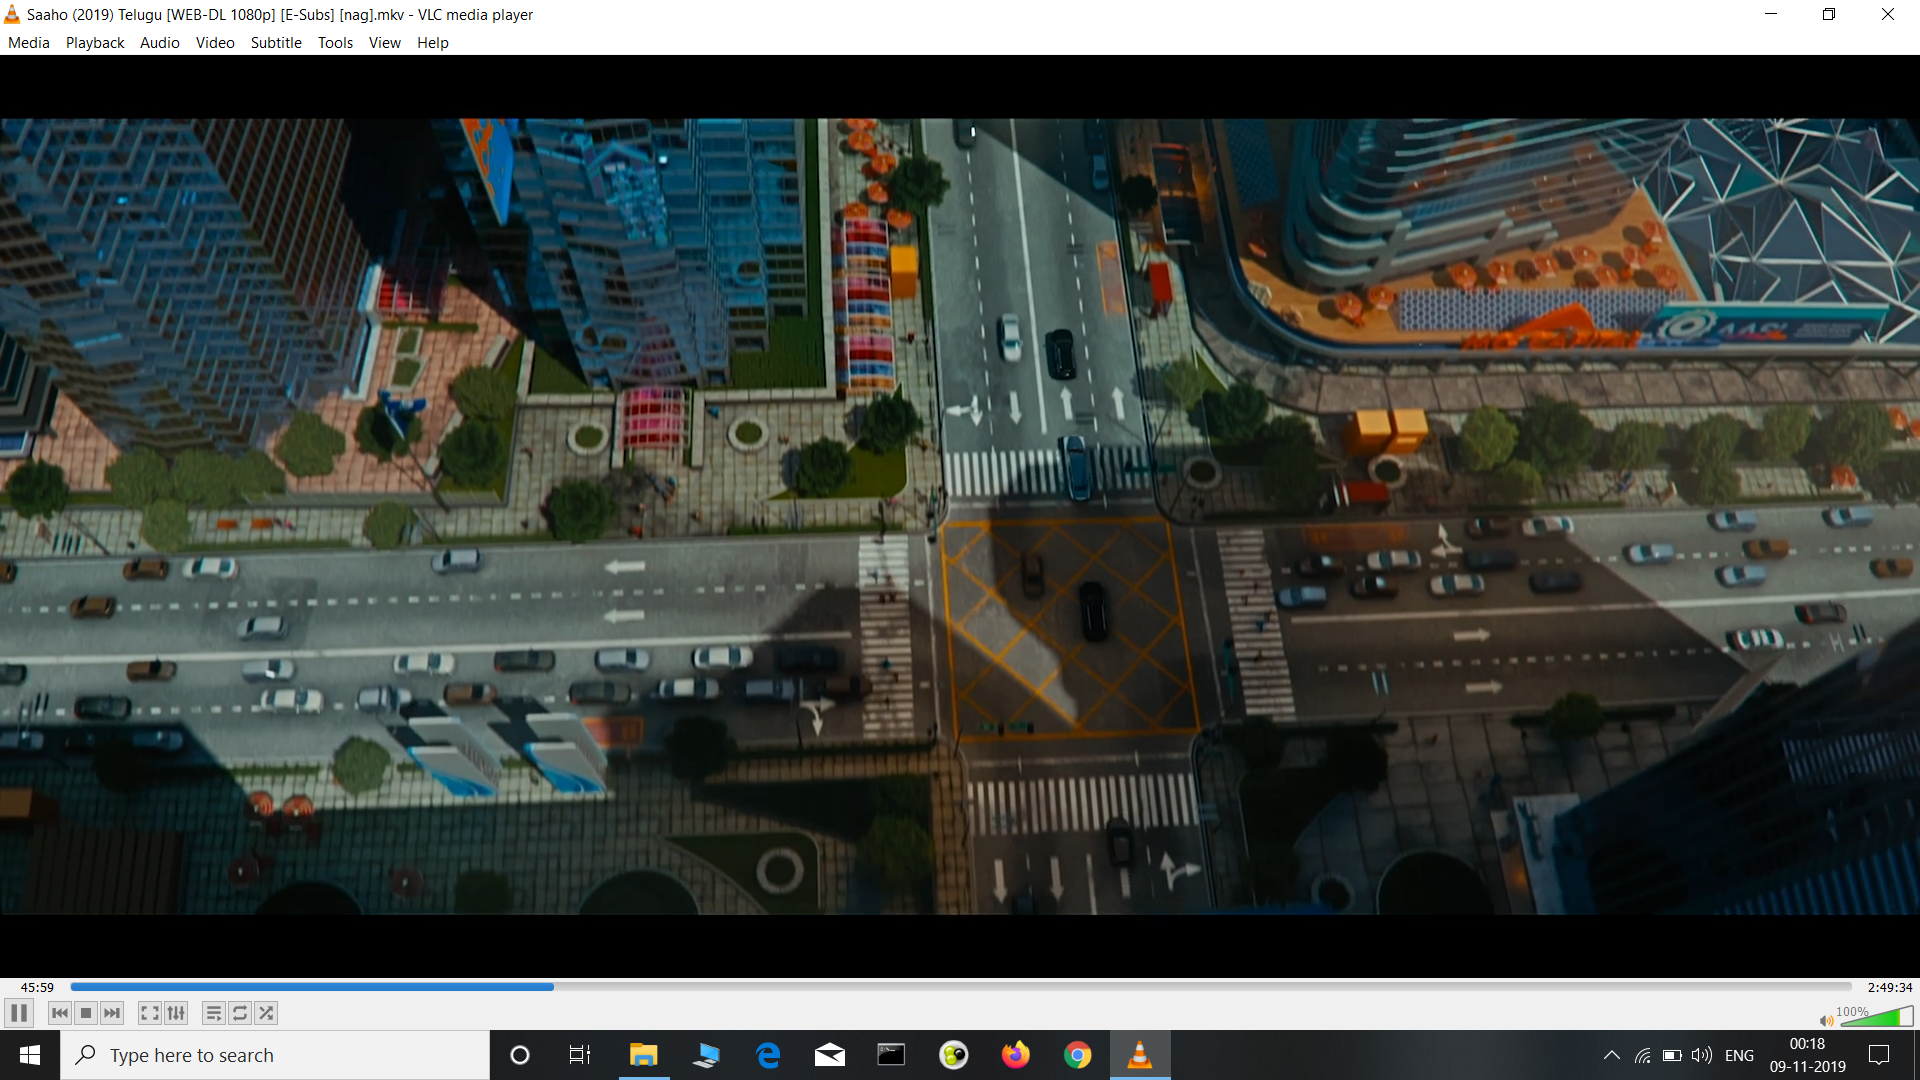 Saaho (2019) Telugu [WEB-DL 1080p] [E-Subs] [nag].mkv - VLC media player
Media Playback Audio Video Subtitle Tools View Help
45:59
2:49:34
100%
Type here to search
ENG
00:18
09-11-2019